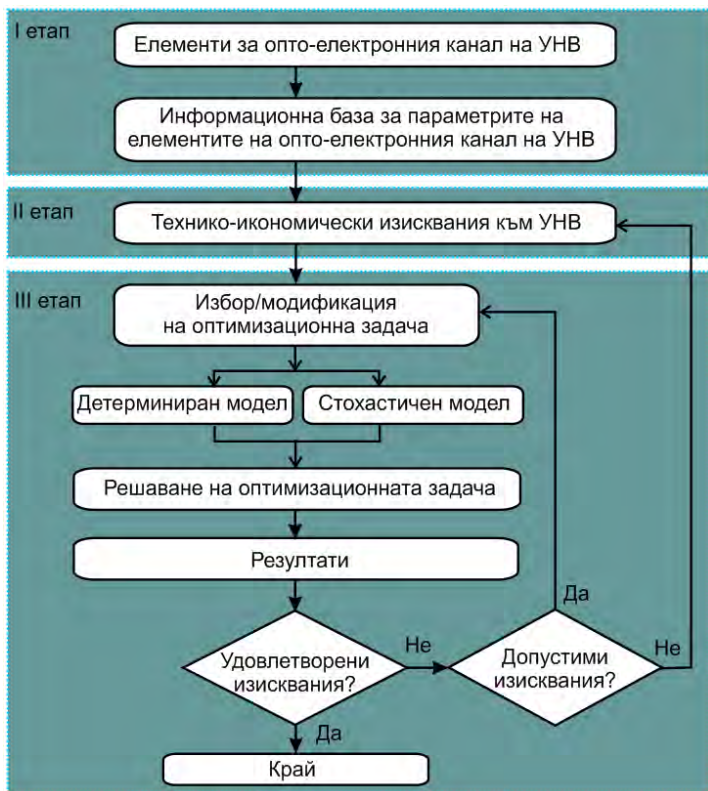 I етап
Елементи за опто-електронния канал на УНВ
Информационна база за параметрите на
елементите на опто-електронния канал на УНВ
II етап
Технико-икономически изисквания към УНВ
III етап
Избор/модификация
на оптимизационна задача
Детерминиран модел
Стохастичен модел
Решаване на оптимизационната задача
Резултати
Да
Не
Не
Удовлетворени
изисквания?
Допустими
изисквания?
Да
Край